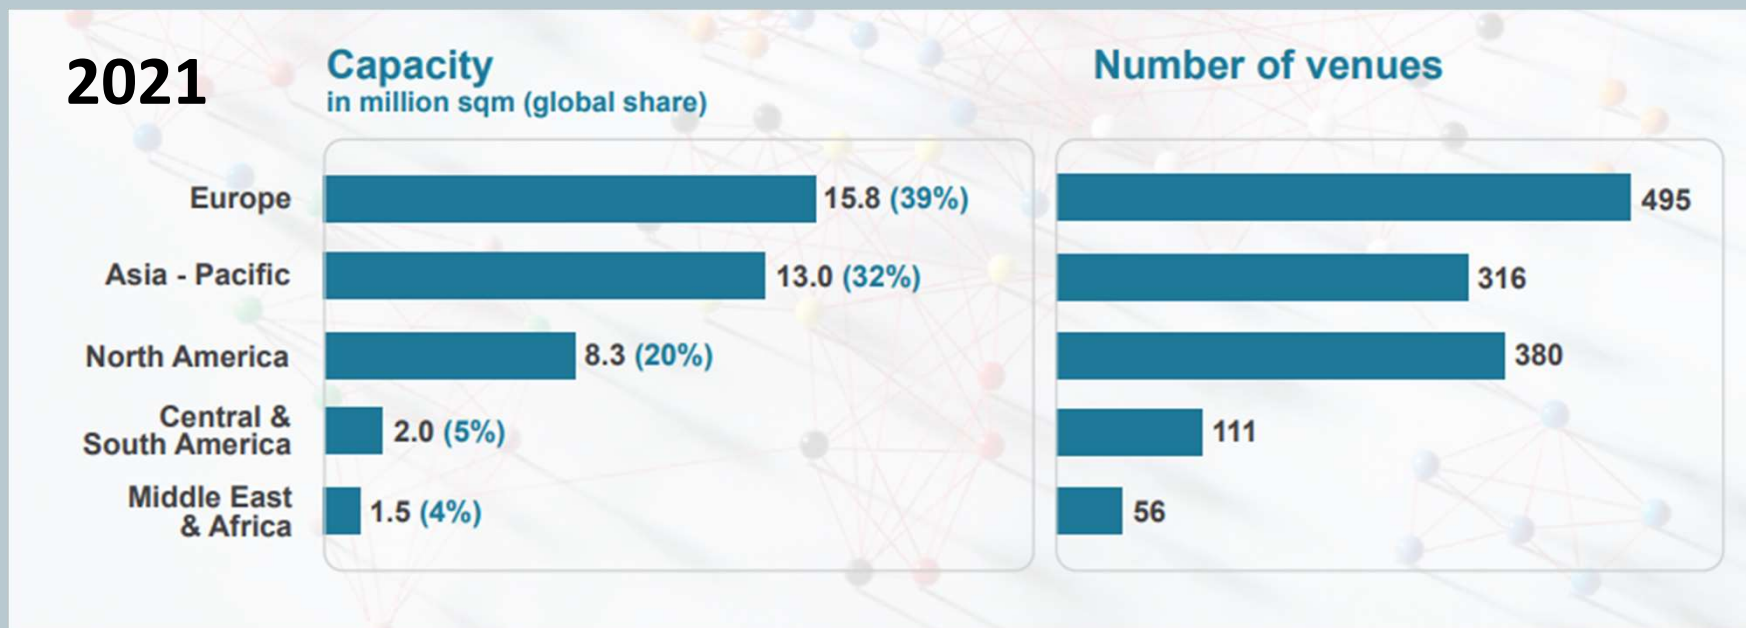 2021
Capacity
in million sqm (global share)
Number of venues
Europe
15.8 (39%)
495
Asia - Pacific
13.0 (32%)
316
North America
8.3 (20%)
380
Central &
South America
2.0 (5%)
111
Middle East
& Africa
1.5 (4%)
56